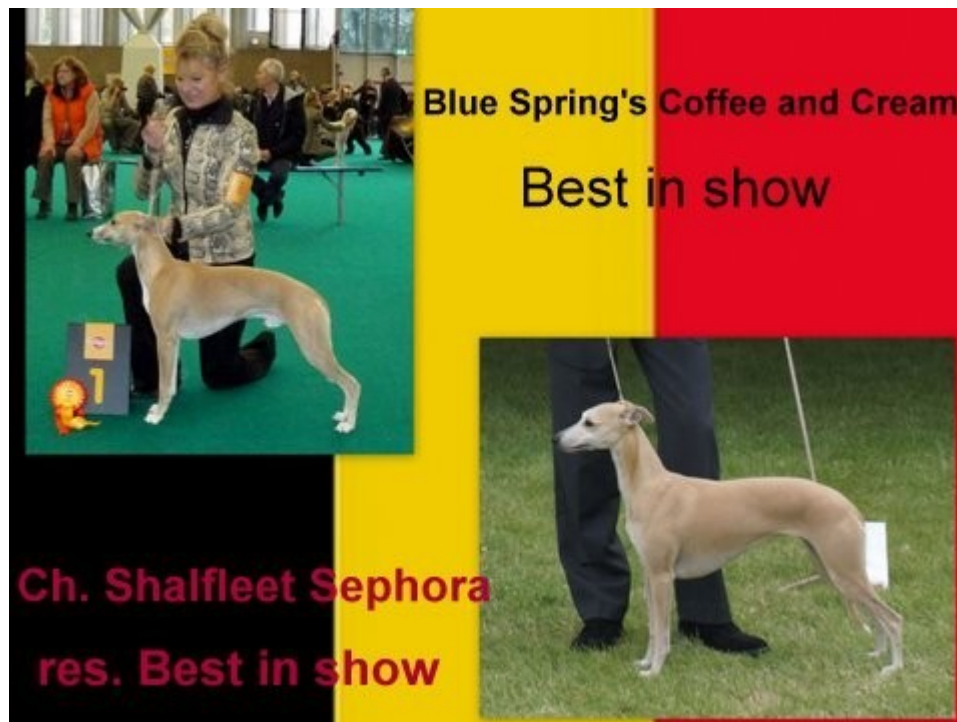 Blue Spring's Coffee and Cream
Best in show
1
Ch. Shalfleet Sephora
res. Best in show